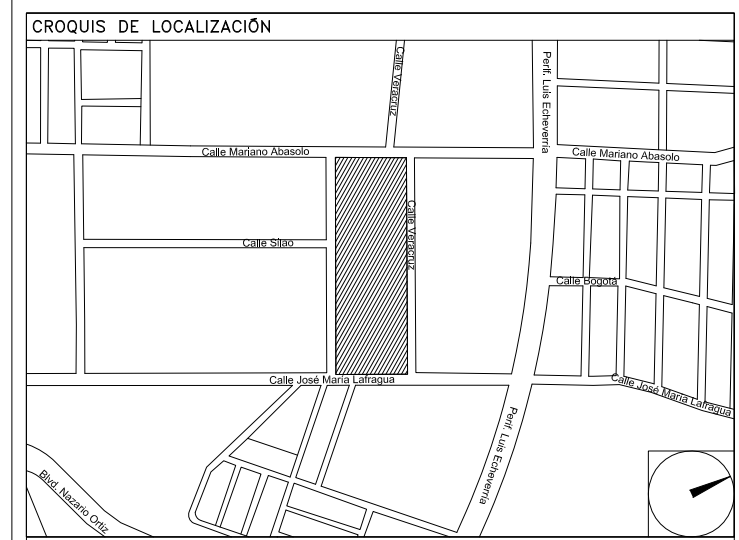 CROQUIS DE LOCALIZACIÓN
Calle Veracruz
Perif. Luis Echeverría
Calle Mariano Abasolo
Calle Mariano Abasolo
Calle Veracruz
Calle Silao
Calle Bogotá
Calle José María Lafragua
Calle José María Lafragua
Perif. Luis Echeverría
Blvd. Nazario Ortiz